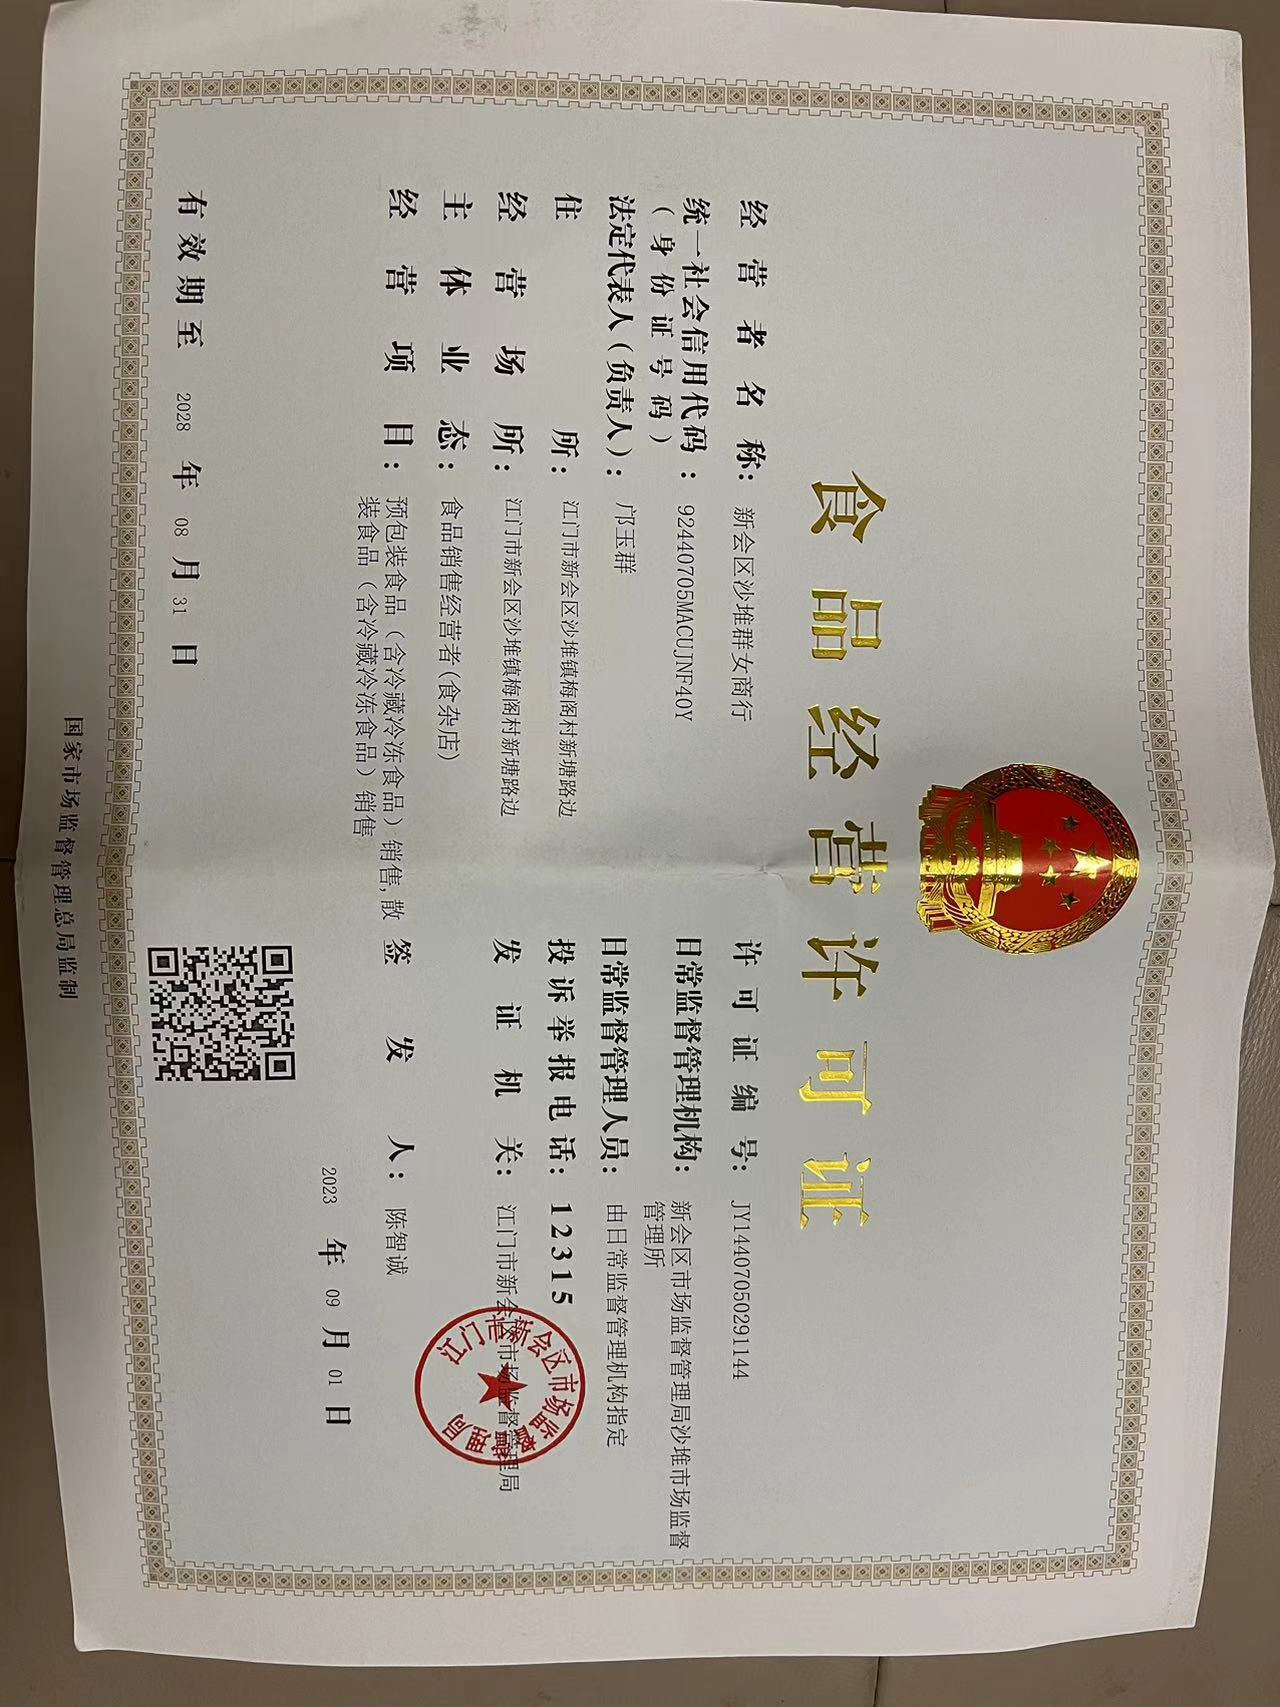 食品经营许可证
经营者名称：新会区沙堆群女商行
统一社会信用代码：92440705MACUJNF40Y
（身份证号码）
法定代表人（负责人）：邝玉群
住所：江门市新会区沙堆镇梅阁村新塘路边
经营场所：江门市新会区沙堆镇梅阁村新塘路边
主体业态：食品销售经营者(食杂店)
经营项目：预包装食品（含冷藏冷冻食品）销售,散
装食品（含冷藏冷冻食品）销售
有效期至 2028 年 08 月 31 日
许可证编号：JY14407050291144
日常监督管理机构：新会区市场监督管理局沙堆市场监督
管理所
日常监督管理人员：由日常监督管理机构指定
投诉举报电话：12315
发证机关：江门市新会区市场监督管理局
签发人：陈智诚
2023 年 09 月 01 日
江门市新会区市场监督管理局
国家市场监督管理总局监制